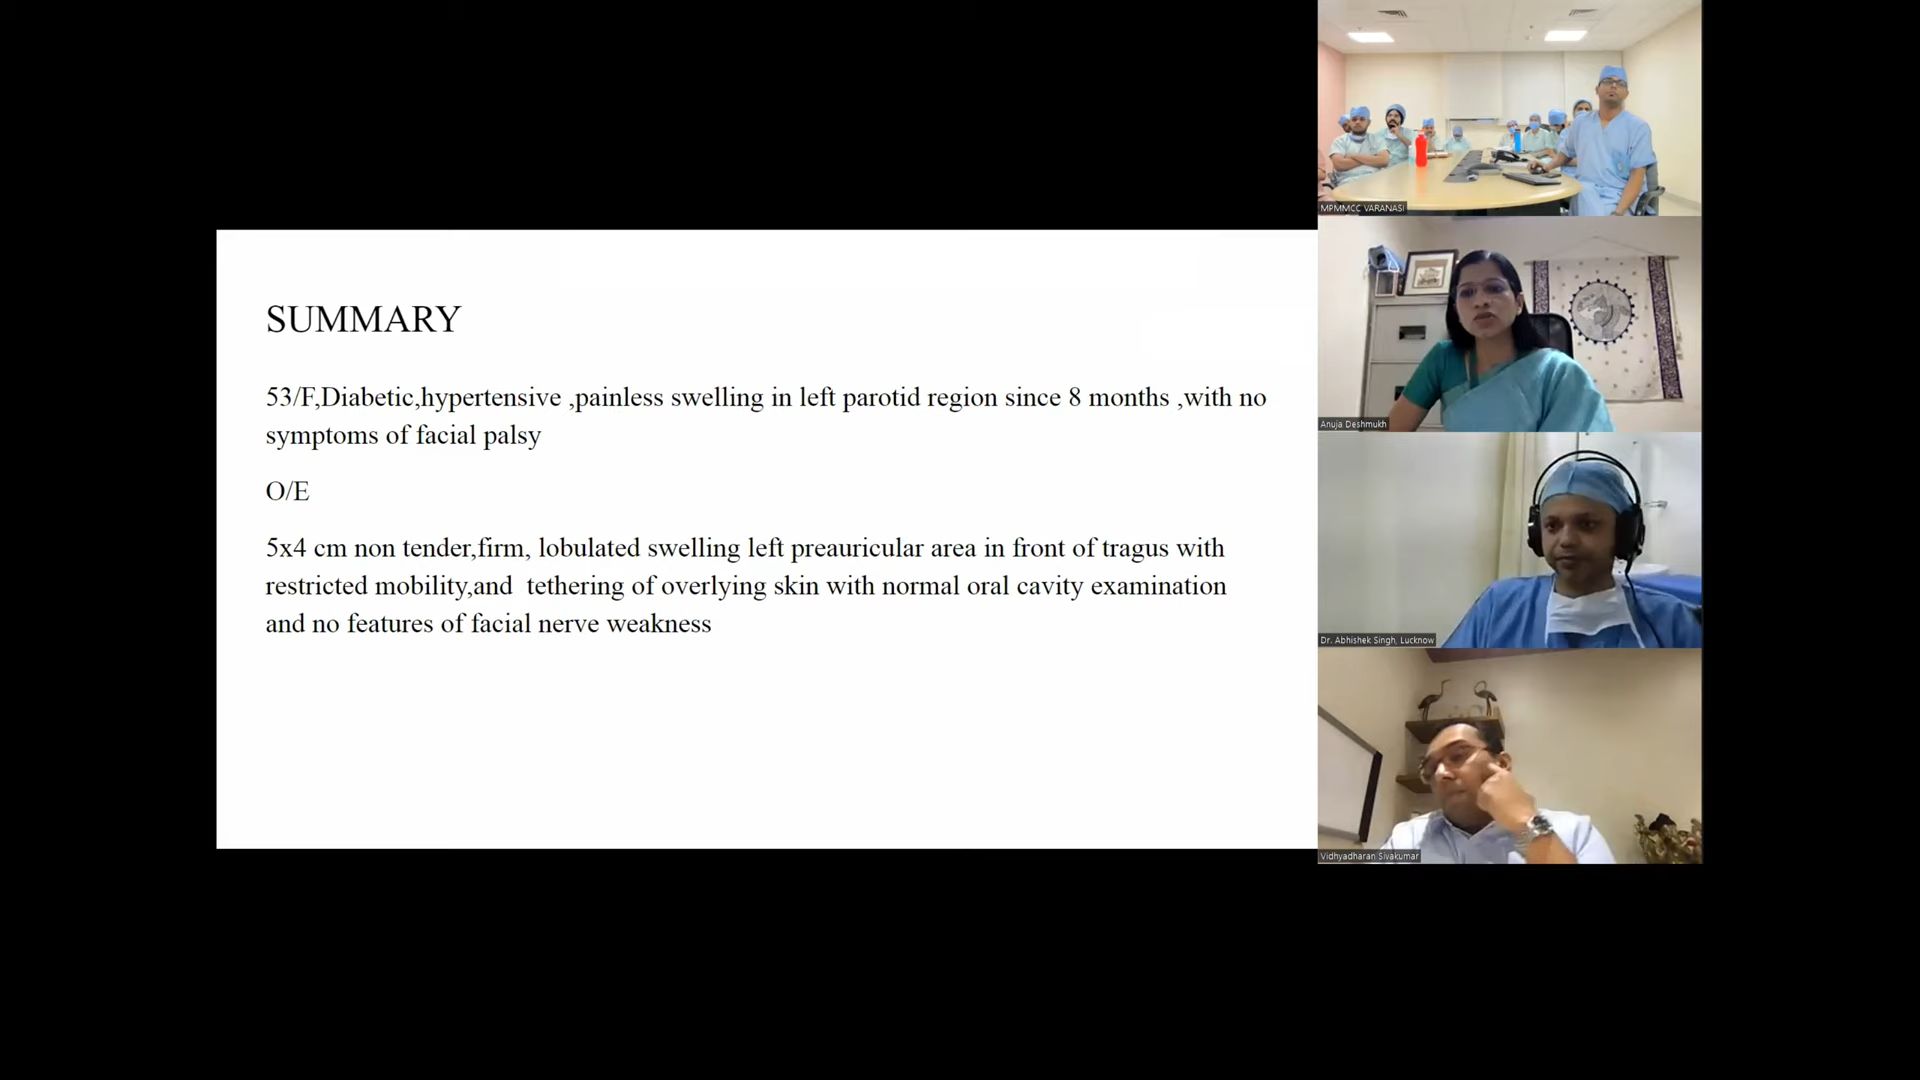 SUMMARY
53/F,Diabetic,hypertensive ,painless swelling in left parotid region since 8 months ,with no
symptoms of facial palsy
O/E
5x4 cm non tender,firm, lobulated swelling left preauricular area in front of tragus with
restricted mobility,and  tethering of overlying skin with normal oral cavity examination
and no features of facial nerve weakness
MPMMCC VARANASI
Anuja Deshmukh
Dr. Abhishek Singh, Lucknow
Vidhyadharan Sivakumar